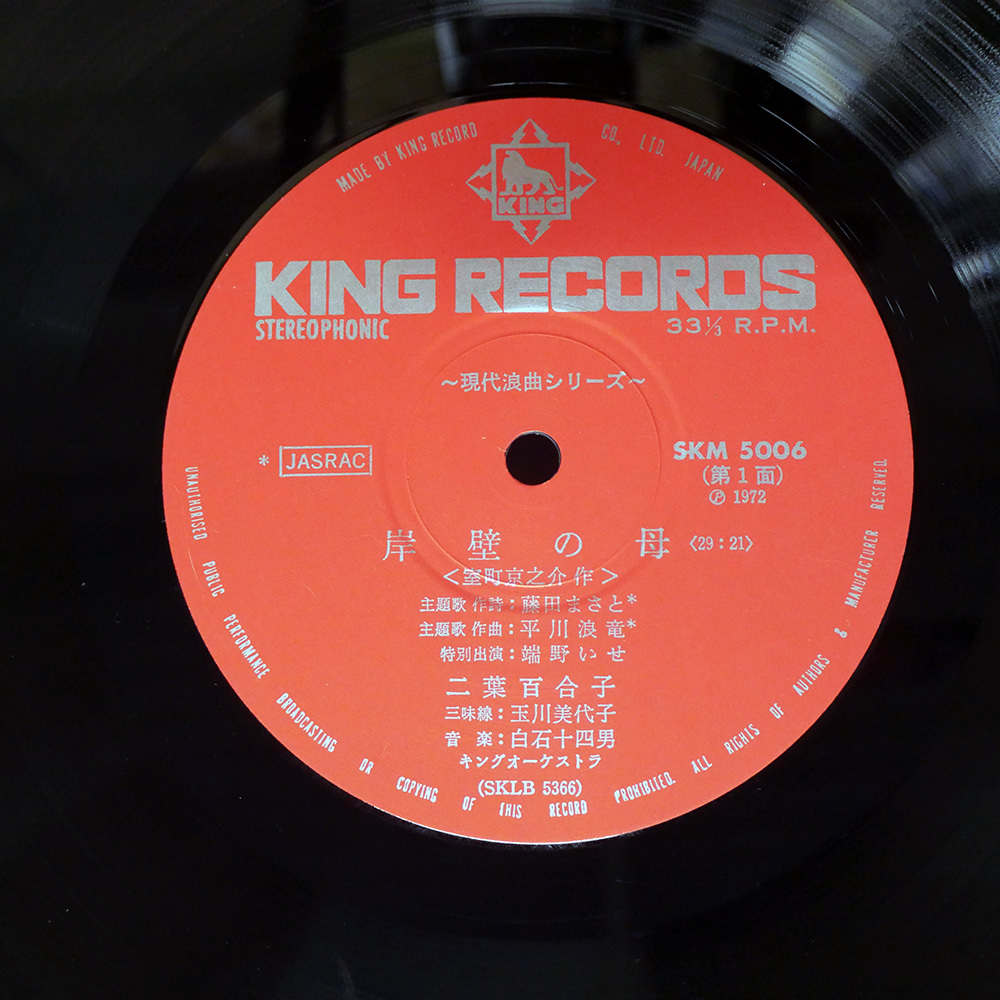 MADE BY KING RECORD CO., LTD. JAPAN
KING
KING RECORDS
STEREOPHONIC
33 1/3 R.P.M.
～現代浪曲シリーズ～
* JASRAC
SKM 5006
(第1面)
Ⓟ 1972
岸壁の母 〈29：21〉
＜室町京之介 作＞
主題歌 作詩：藤田まさと*
主題歌 作曲：平川浪竜*
特別出演：端野いせ
二葉百合子
三味線：玉川美代子
音楽：白石十四男
キングオーケストラ
(SKLB 5366)
UNAUTHORISED PUBLIC PERFORMANCE BROADCASTING OR COPYING OF THIS RECORD PROHIBITED. ALL RIGHTS OF AUTHORS & MANUFACTURER RESERVED.